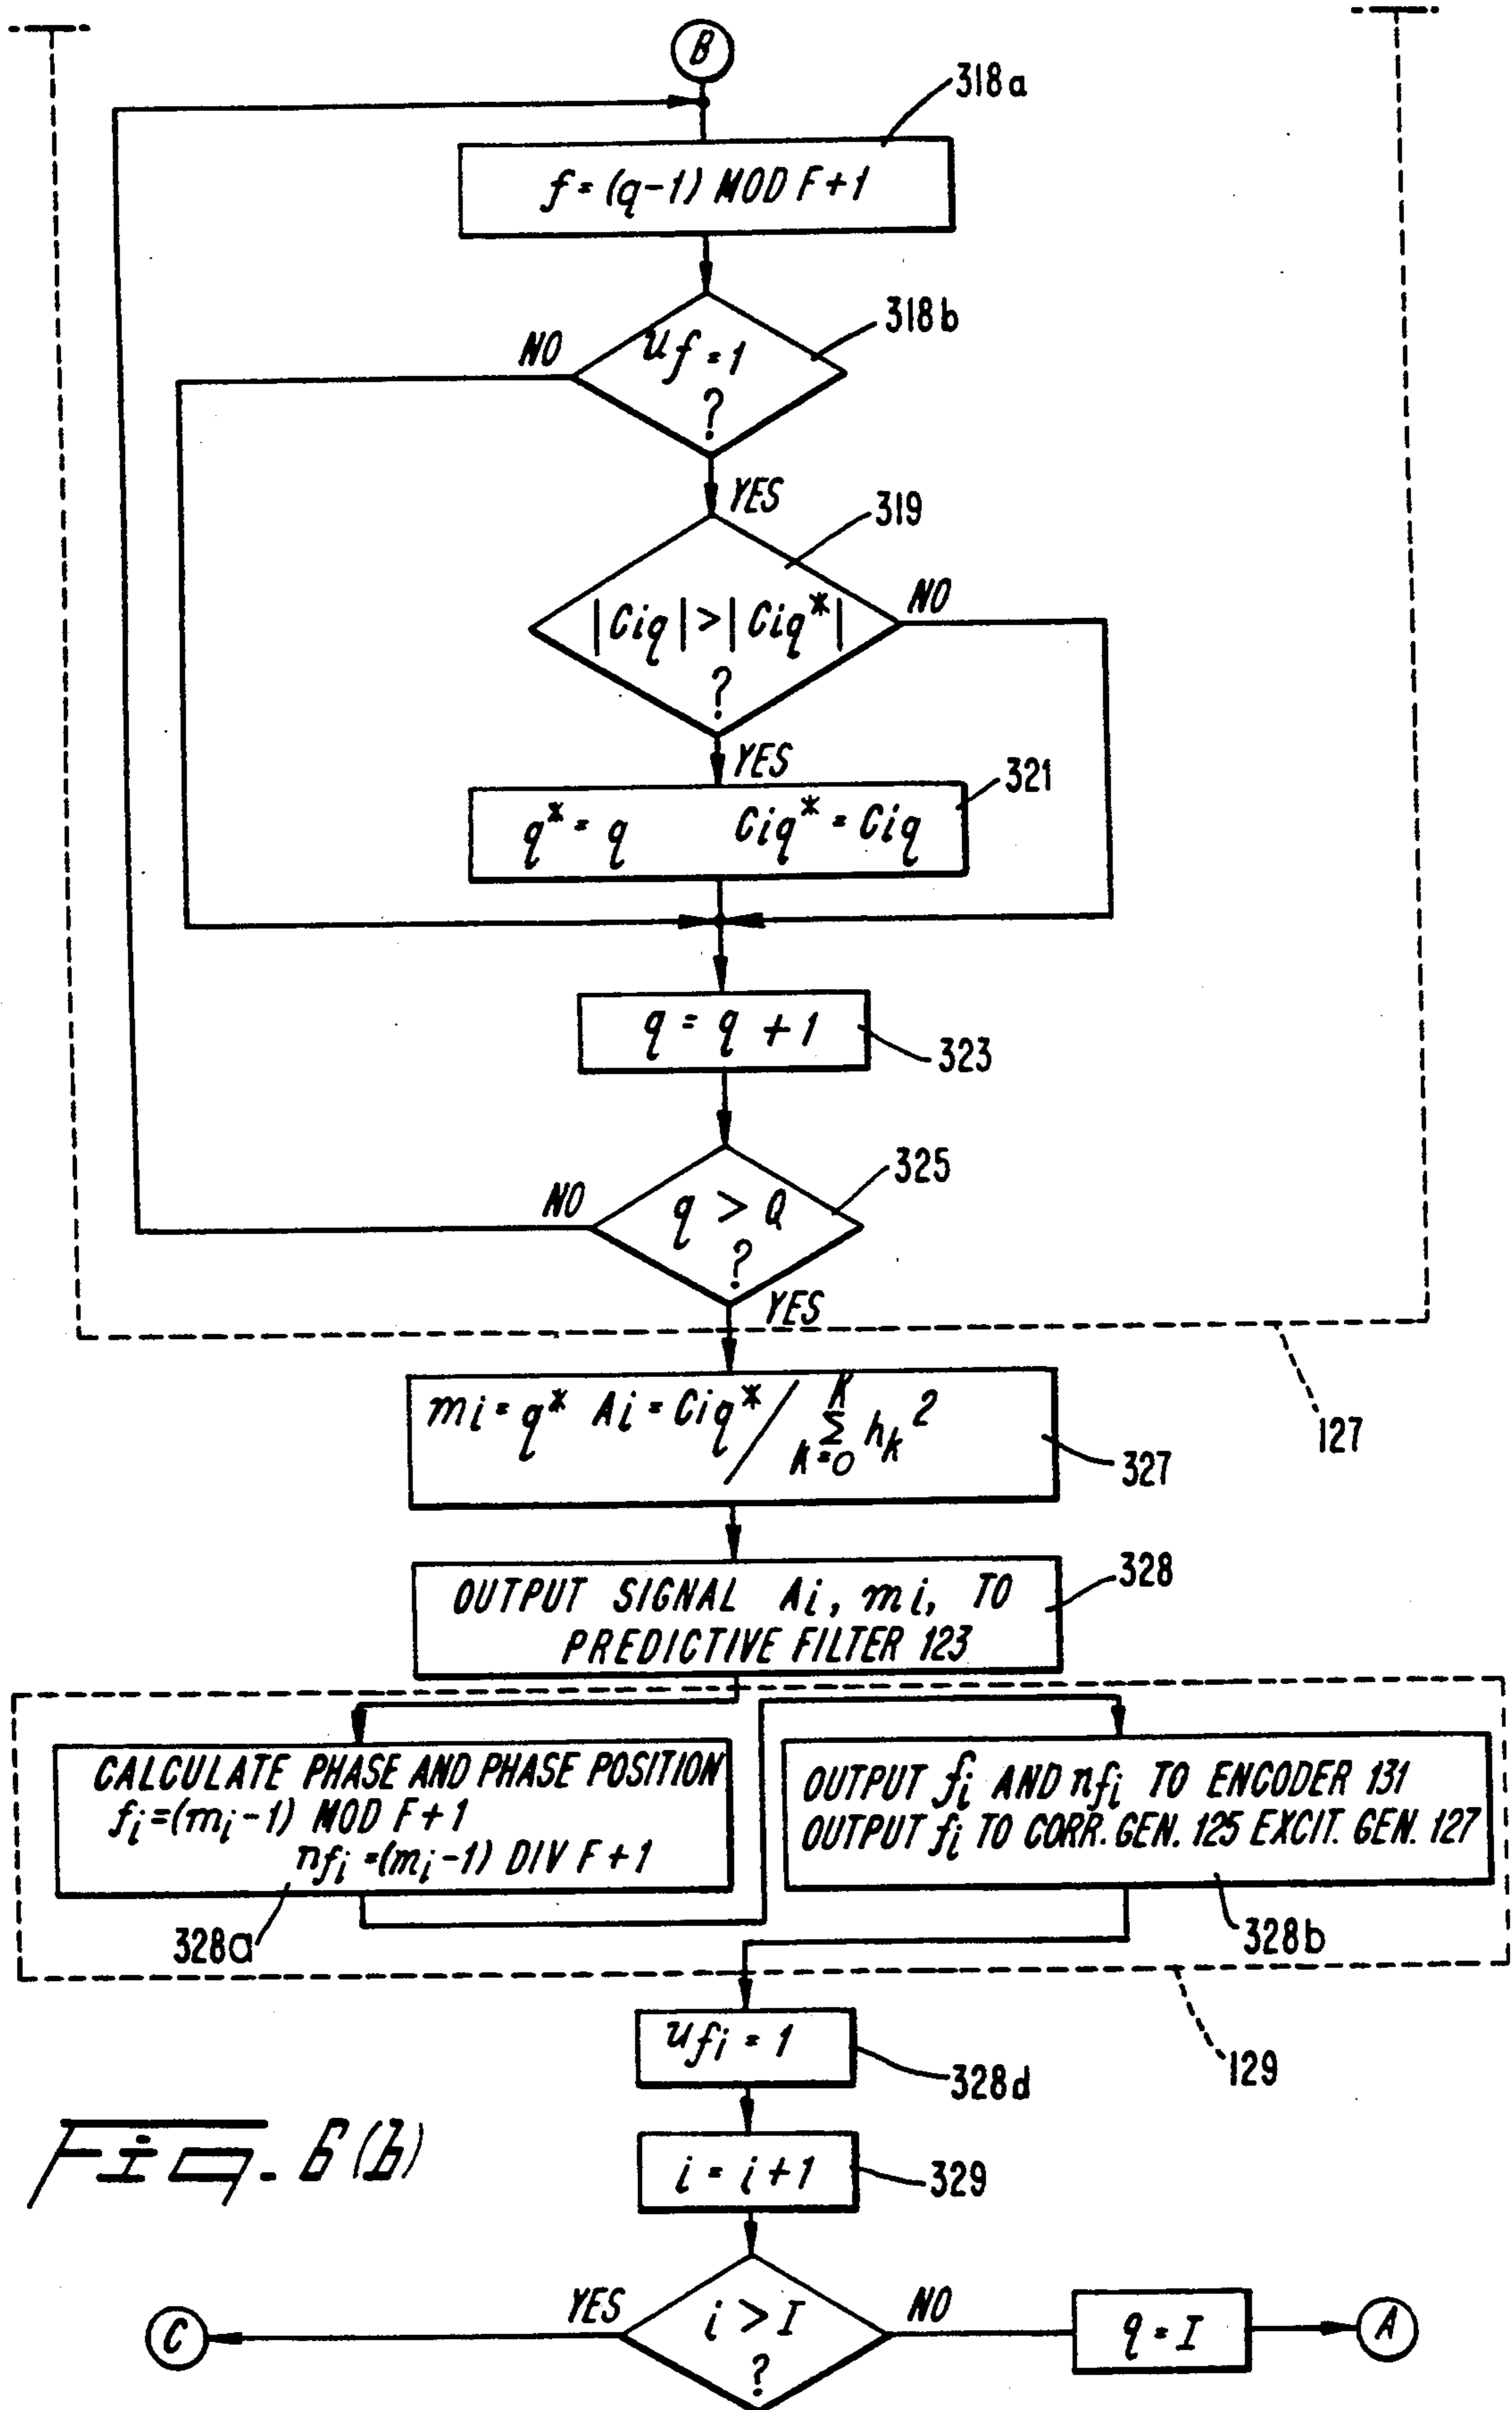 B
318a
f = (q-1) MOD F+1
318b
NO
uf = 1
?
YES
319
NO
|Ciq| > |Ciq*|
?
YES
321
q* = q Ciq* = Ciq
q = q + 1
323
325
NO
q > Q
?
YES
127
mi = q* Ai = Ciq* / K Σ K=0 hk 2
327
328
OUTPUT SIGNAL Ai, mi, TO
PREDICTIVE FILTER 123
CALCULATE PHASE AND PHASE POSITION
fi = (mi-1) MOD F+1
nfi = (mi-1) DIV F+1
328a
OUTPUT fi AND nfi TO ENCODER 131
OUTPUT fi TO CORR. GEN. 125 EXCIT. GEN. 127
328b
129
ufi = 1
328d
Fig. 6(b)
i = i+1
329
YES
i > I
?
NO
q = I
A
C